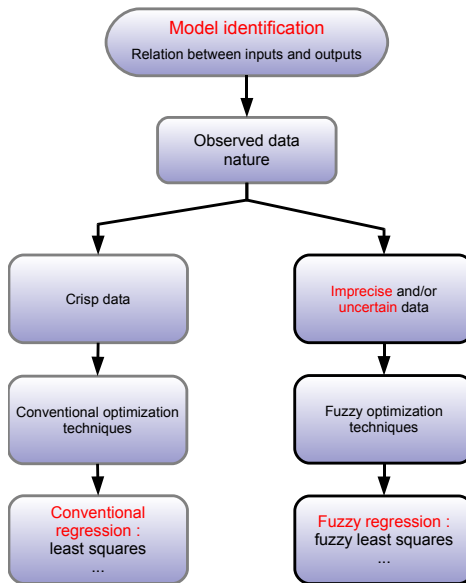 Model identification
Relation between inputs and outputs
Observed data
nature
Crisp data
Imprecise and/or
uncertain data
Conventional optimization
techniques
Fuzzy optimization
techniques
Conventional
regression :
least squares
...
Fuzzy regression :
fuzzy least squares
...